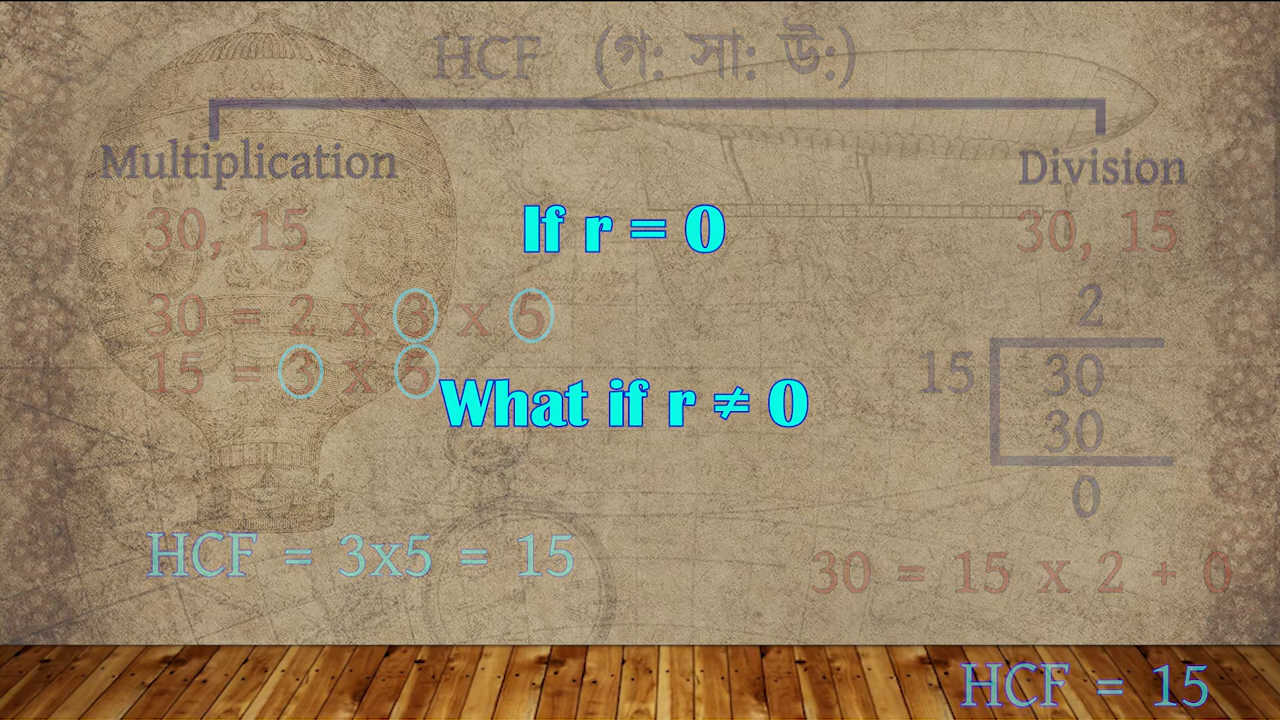 HCF (গ: সা: উ:)
Multiplication
Division
30, 15
30, 15
If r = 0
30 = 2 x 3 x 5
15 = 3 x 5
2
15
30
30
0
What if r ≠ 0
HCF = 3x5 = 15
30 = 15 x 2 + 0
HCF = 15